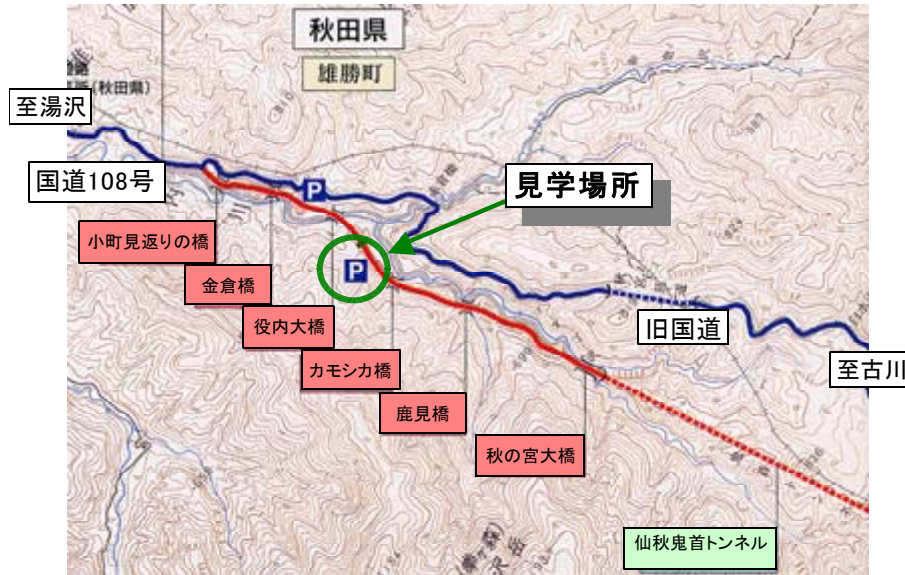 秋田県
雄勝町
(秋田県)
至湯沢
国道108号
P
見学場所
小町見返りの橋
P
金倉橋
役内大橋
旧国道
カモシカ橋
至古川
鹿見橋
秋の宮大橋
仙秋鬼首トンネル